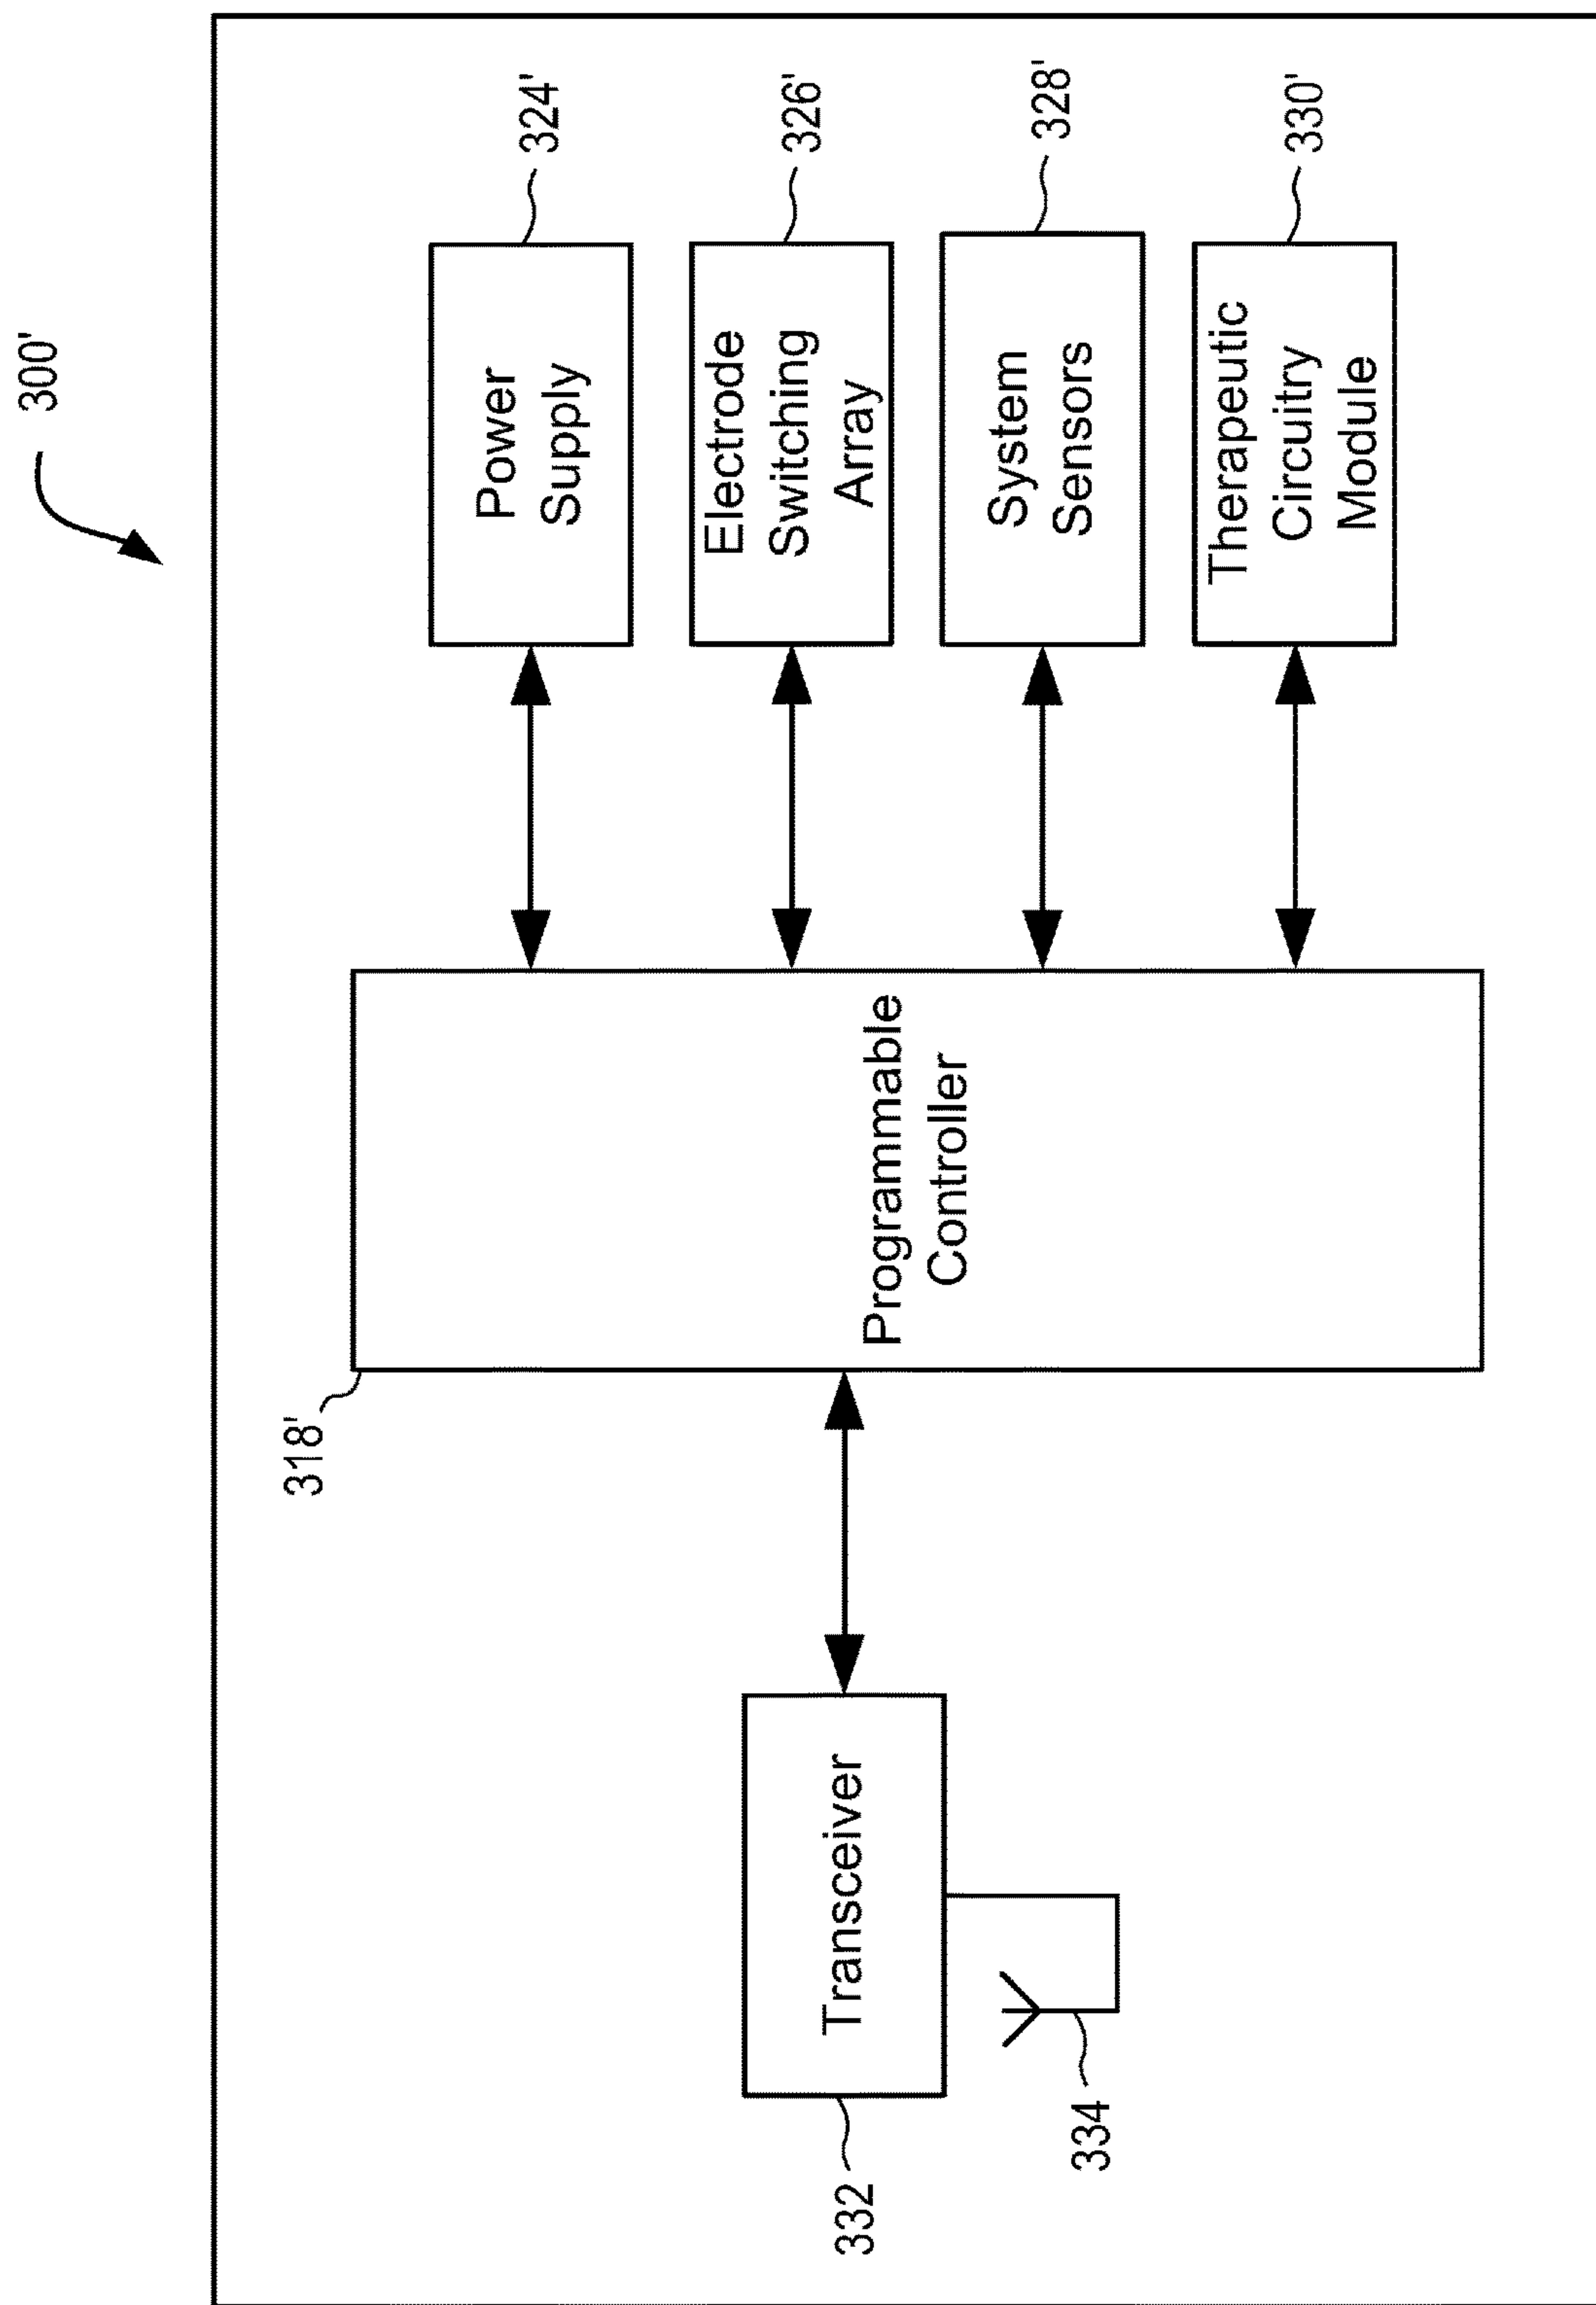 300'
Power
Supply
324'
Electrode
Switching
Array
326'
System
Sensors
328'
Therapeutic
Circuitry
Module
330'
318'
Programmable
Controller
Transceiver
332
334